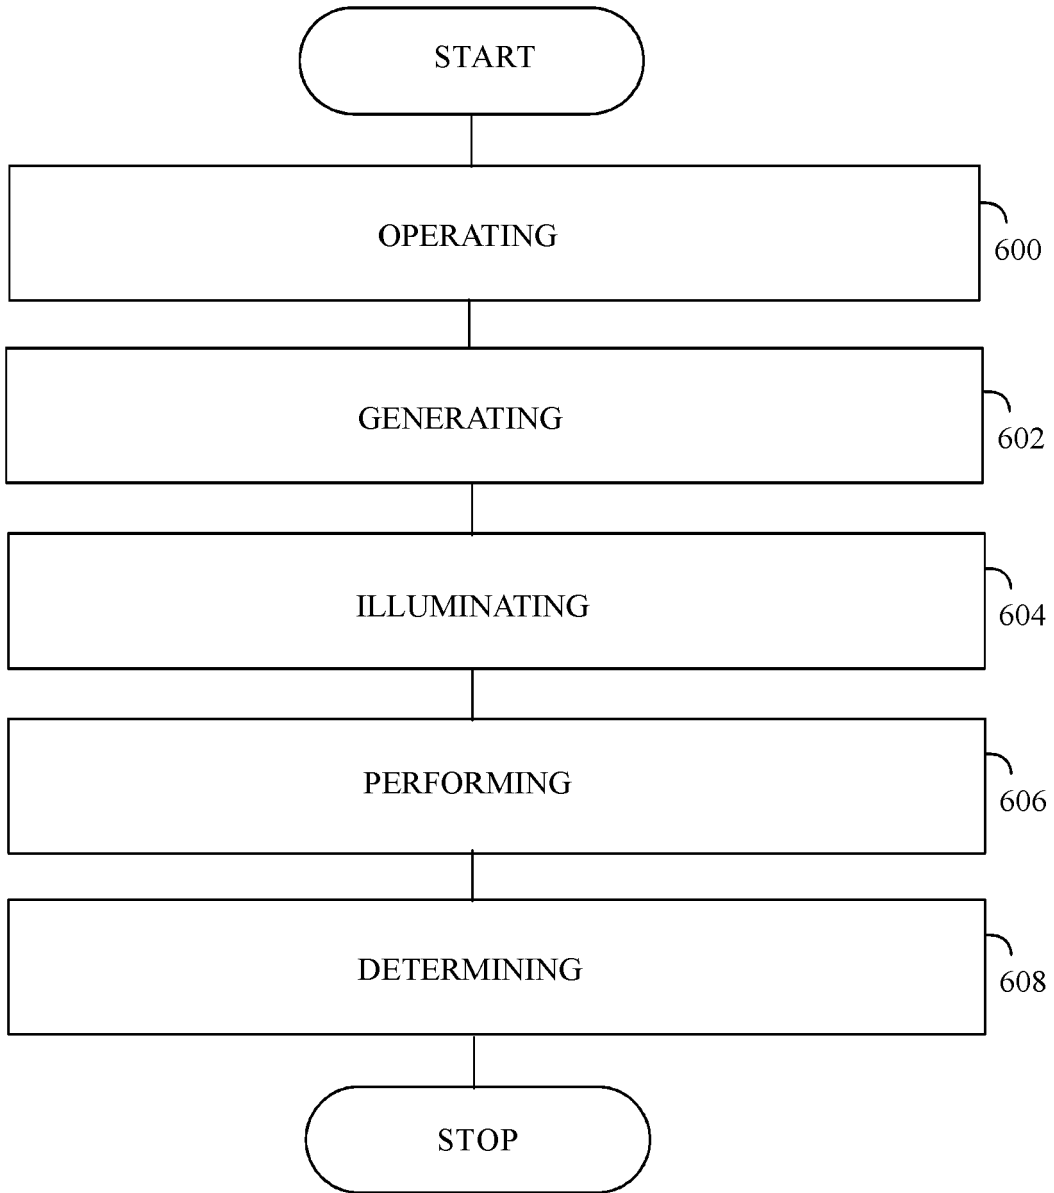 START
OPERATING
600
GENERATING
602
ILLUMINATING
604
PERFORMING
606
DETERMINING
608
STOP